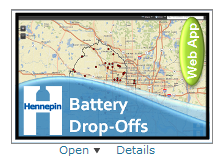 Web App
Hennepin
Battery
Drop-Offs
Open ▼ Details